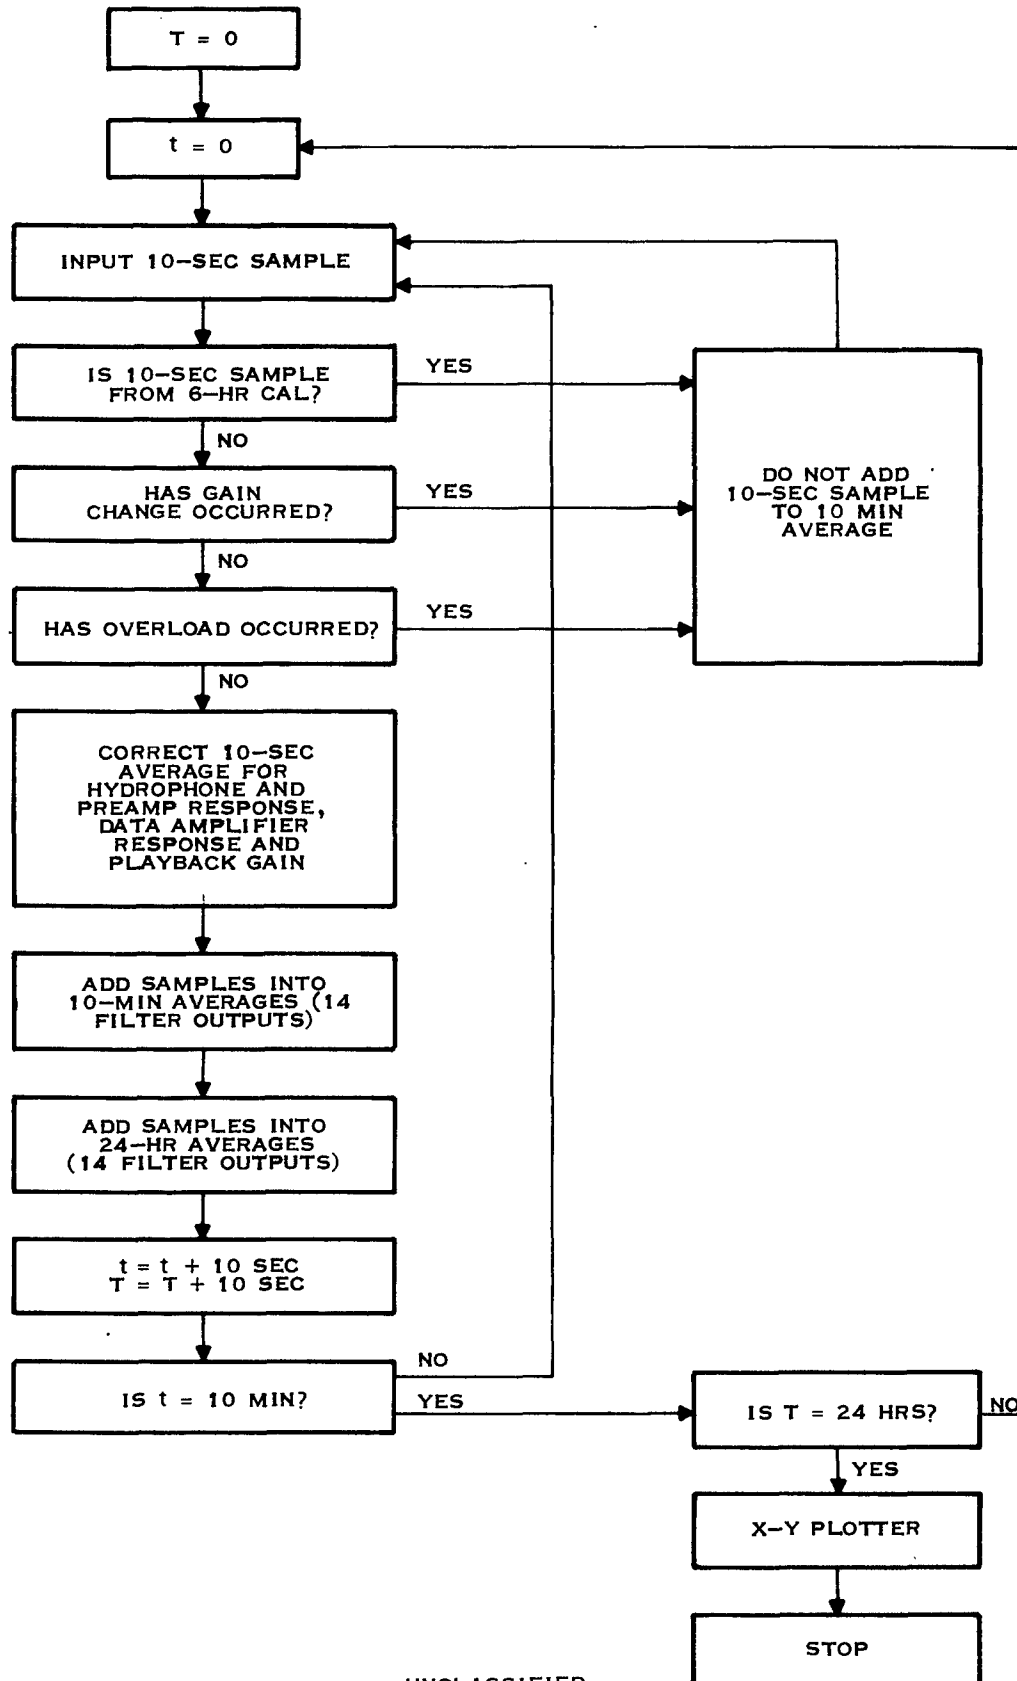 T = 0
t = 0
INPUT 10-SEC SAMPLE
IS 10-SEC SAMPLE
FROM 6-HR CAL?
YES
NO
HAS GAIN
CHANGE OCCURRED?
YES
NO
HAS OVERLOAD OCCURRED?
YES
NO
DO NOT ADD
10-SEC SAMPLE
TO 10 MIN
AVERAGE
CORRECT 10-SEC
AVERAGE FOR
HYDROPHONE AND
PREAMP RESPONSE,
DATA AMPLIFIER
RESPONSE AND
PLAYBACK GAIN
ADD SAMPLES INTO
10-MIN AVERAGES (14
FILTER OUTPUTS)
ADD SAMPLES INTO
24-HR AVERAGES
(14 FILTER OUTPUTS)
t = t + 10 SEC
T = T + 10 SEC
IS t = 10 MIN?
NO
YES
IS T = 24 HRS?
NO
YES
X-Y PLOTTER
STOP
UNCLASSIFIED